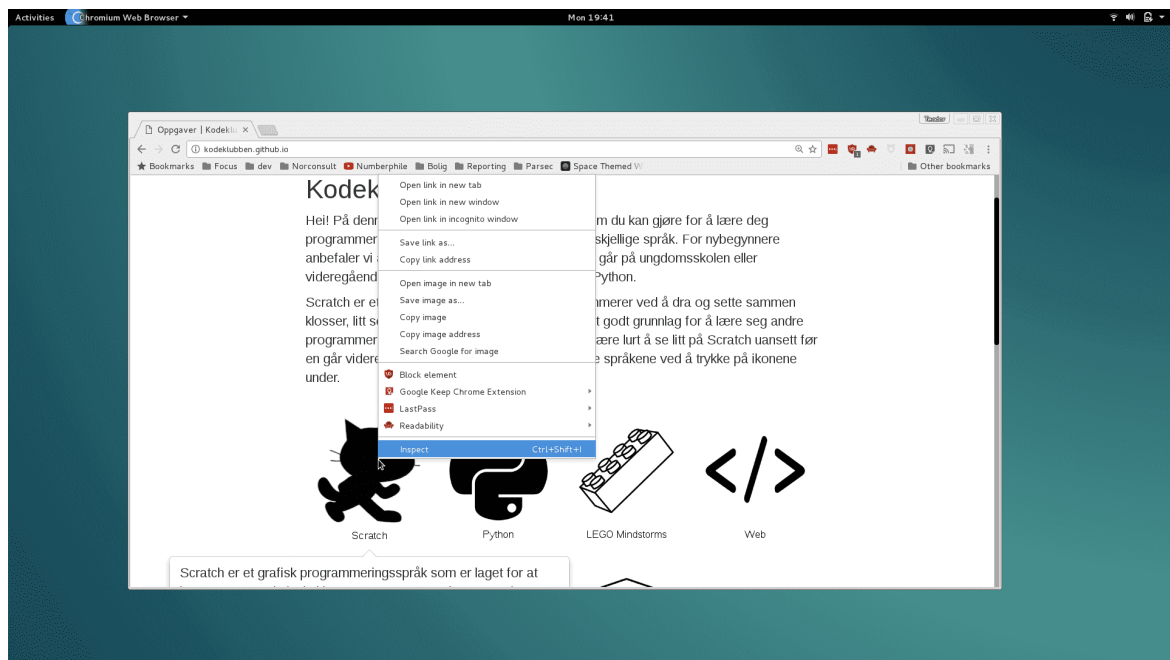 Activities Chromium Web Browser Mon 19:41
Oppgaver | Kodeklu
kodeklubben.github.io
Bookmarks Focus dev Norconsult Numberphile Bolig Reporting Parsec Space Themed W Other bookmarks
Kodek
Hei! På denn m du kan gjøre for å lære deg
programmer skjellige språk. For nybegynnere
anbefaler vi går på ungdomsskolen eller
videregåend Python.
Scratch er et merer ved å dra og sette sammen
klosser, litt s t godt grunnlag for å lære seg andre
programmer ære lurt å se litt på Scratch uansett før
en går videre e språkene ved å trykke på ikonene
under.
Open link in new tab
Open link in new window
Open link in incognito window
Save link as...
Copy link address
Open image in new tab
Save image as...
Copy image
Copy image address
Search Google for image
Block element
Google Keep Chrome Extension
LastPass
Readability
Inspect Ctrl+Shift+I
Scratch Python LEGO Mindstorms Web
Scratch er et grafisk programmeringsspråk som er laget for at